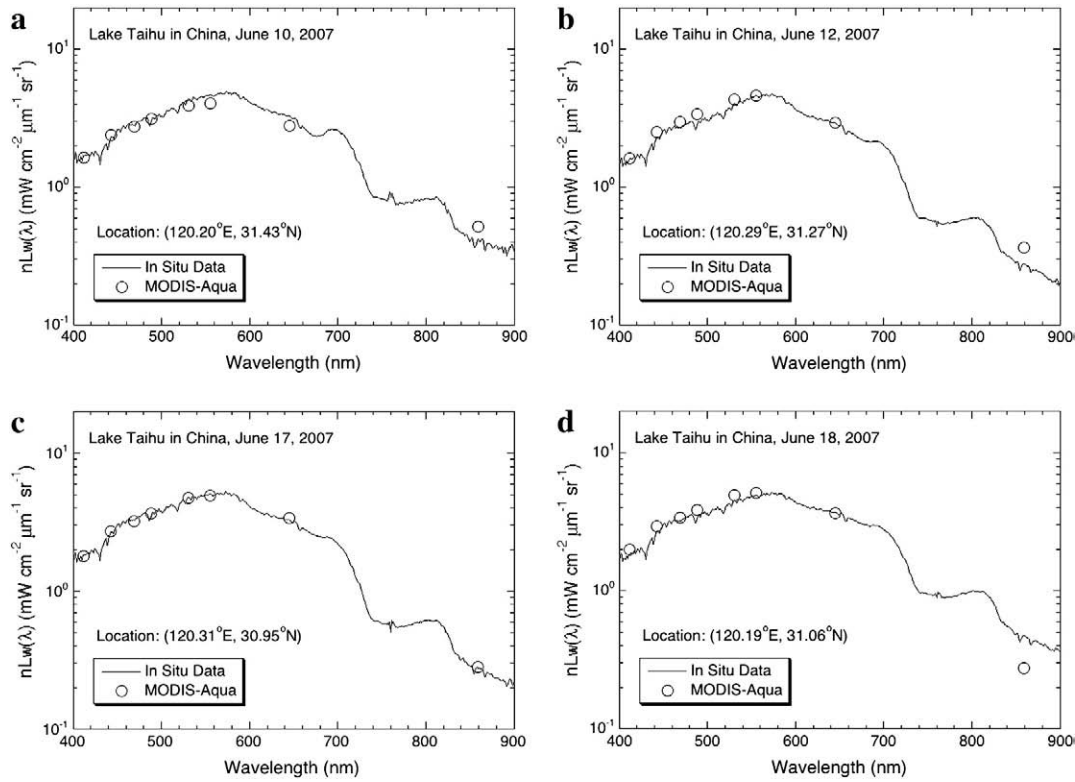 a
Lake Taihu in China, June 10, 2007
10¹
10⁰
10⁻¹
nLw(λ) (mW cm⁻² μm⁻¹ sr⁻¹)
Location: (120.20°E, 31.43°N)
In Situ Data
MODIS-Aqua
400 500 600 700 800 900
Wavelength (nm)
b
Lake Taihu in China, June 12, 2007
10¹
10⁰
10⁻¹
nLw(λ) (mW cm⁻² μm⁻¹ sr⁻¹)
Location: (120.29°E, 31.27°N)
In Situ Data
MODIS-Aqua
400 500 600 700 800 900
Wavelength (nm)
c
Lake Taihu in China, June 17, 2007
10¹
10⁰
10⁻¹
nLw(λ) (mW cm⁻² μm⁻¹ sr⁻¹)
Location: (120.31°E, 30.95°N)
In Situ Data
MODIS-Aqua
400 500 600 700 800 900
Wavelength (nm)
d
Lake Taihu in China, June 18, 2007
10¹
10⁰
10⁻¹
nLw(λ) (mW cm⁻² μm⁻¹ sr⁻¹)
Location: (120.19°E, 31.06°N)
In Situ Data
MODIS-Aqua
400 500 600 700 800 900
Wavelength (nm)